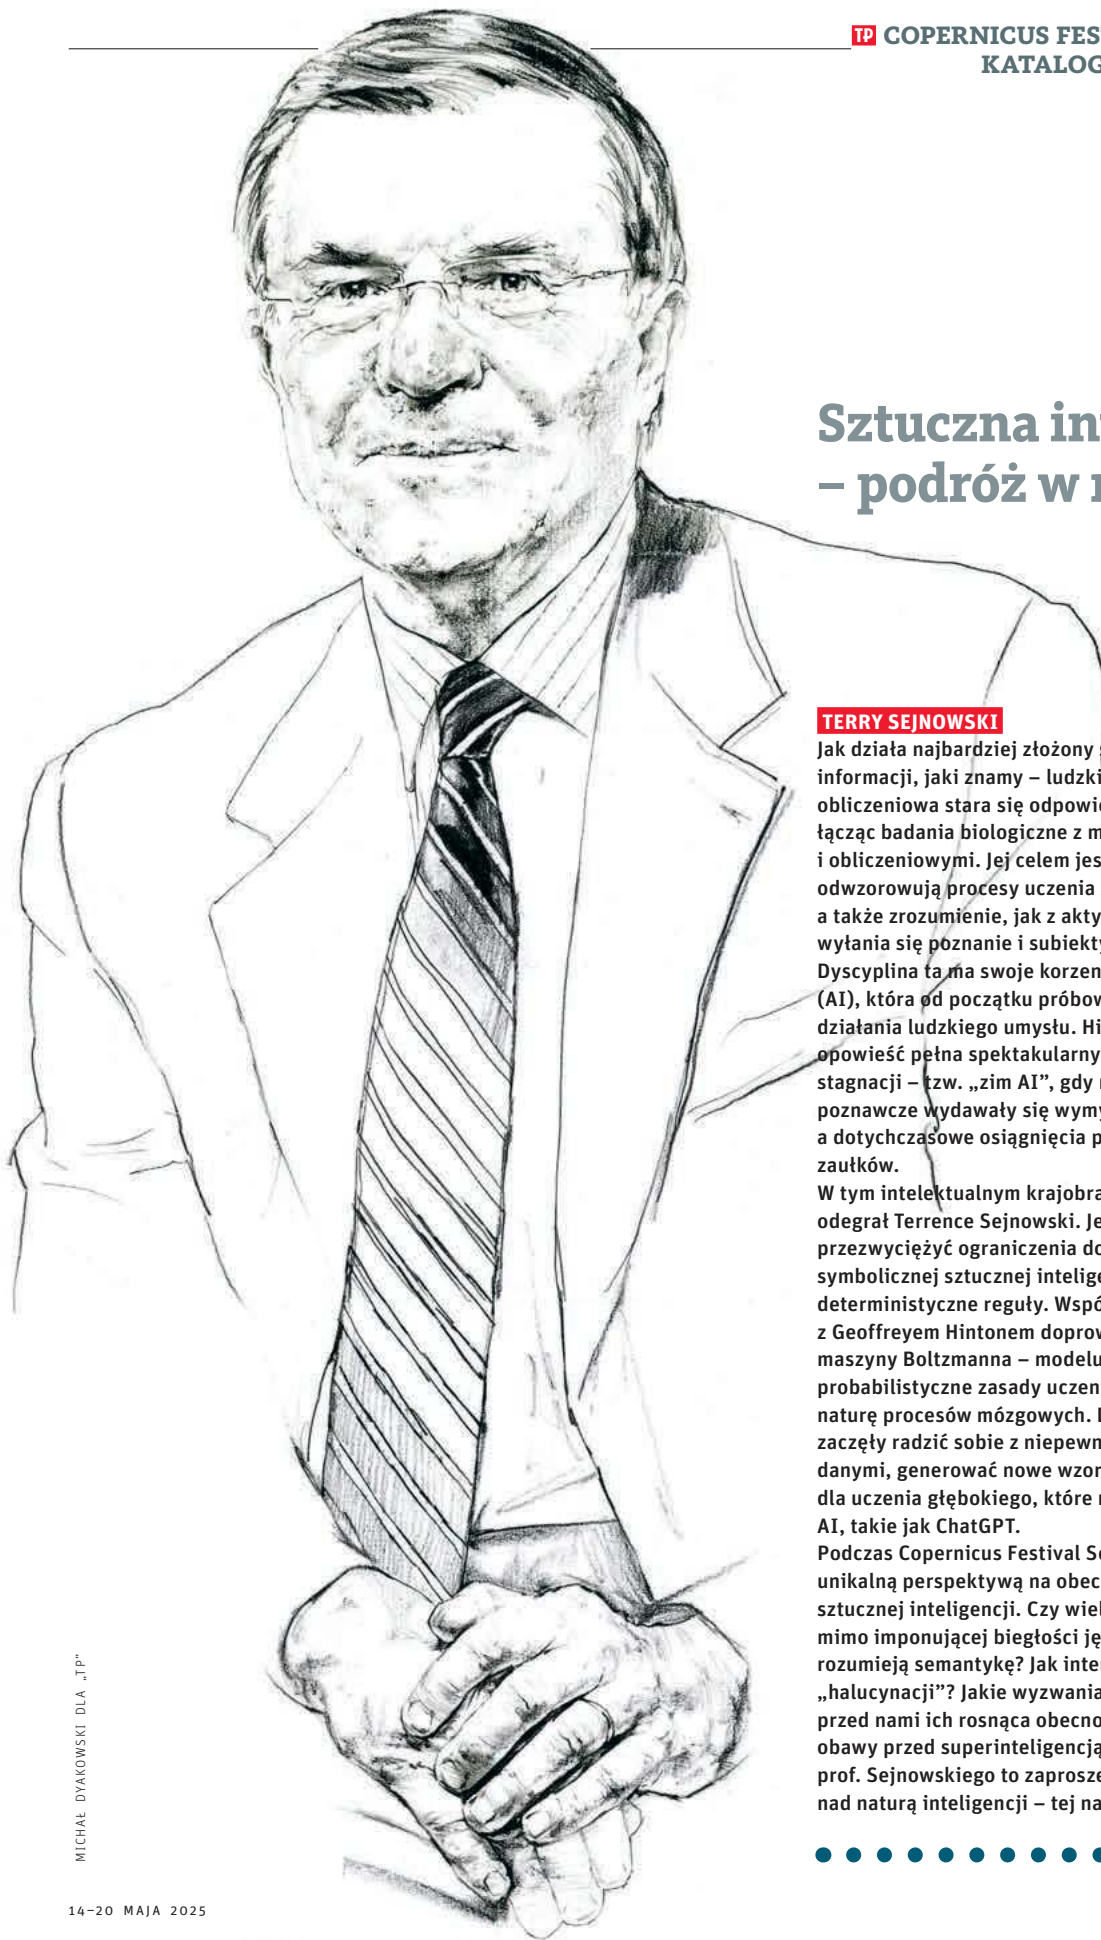 TP COPERNICUS FES
KATALOG
Sztuczna in
– podróż w
TERRY SEJNOWSKI
Jak działa najbardziej złożony
informacji, jaki znamy – ludzki
obliczeniowa stara się odpowie
łącząc badania biologiczne z m
i obliczeniowymi. Jej celem jes
odwzorowują procesy uczenia
a także zrozumienie, jak z akty
wyłania się poznanie i subiekty
Dyscyplina ta ma swoje korzen
(AI), która od początku próbow
działania ludzkiego umysłu. Hi
opowieść pełna spektakularny
stagnacji – tzw. „zim AI”, gdy
poznawcze wydawały się wymy
a dotychczasowe osiągnięcia p
zaułków.
W tym intelektualnym krajobra
odegrał Terrence Sejnowski. Je
przezwyciężyć ograniczenia do
symbolicznej sztucznej intelige
deterministyczne reguły. Wspó
z Geoffreyem Hintonem doprow
maszyny Boltzmanna – modelu
probabilistyczne zasady uczen
naturę procesów mózgowych.
zaczęły radzić sobie z niepewn
danymi, generować nowe wzor
dla uczenia głębokiego, które
AI, takie jak ChatGPT.
Podczas Copernicus Festival Se
unikalną perspektywą na obec
sztucznej inteligencji. Czy wiel
mimo imponującej biegłości ję
rozumieją semantykę? Jak inter
„halucynacji”? Jakie wyzwania
przed nami ich rosnąca obecno
obawy przed superinteligencją
prof. Sejnowskiego to zaprosze
nad naturą inteligencji – tej na
MICHAŁ DYAKOWSKI DLA „TP”
14–20 MAJA 2025